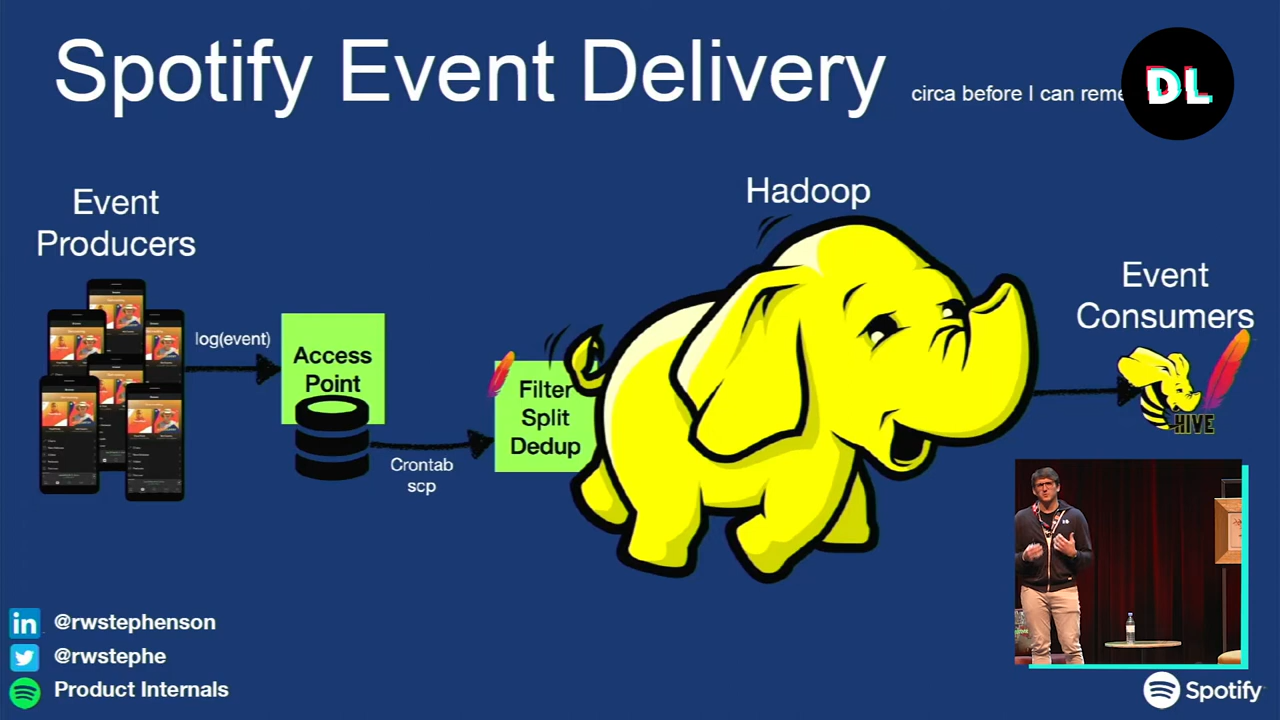 Spotify Event Delivery
circa before I can reme
DL
Event
Producers
log(event)
Access
Point
Crontab
scp
Filter
Split
Dedup
Hadoop
Event
Consumers
HIVE
@rwstephenson
@rwstephe
Product Internals
Spotify